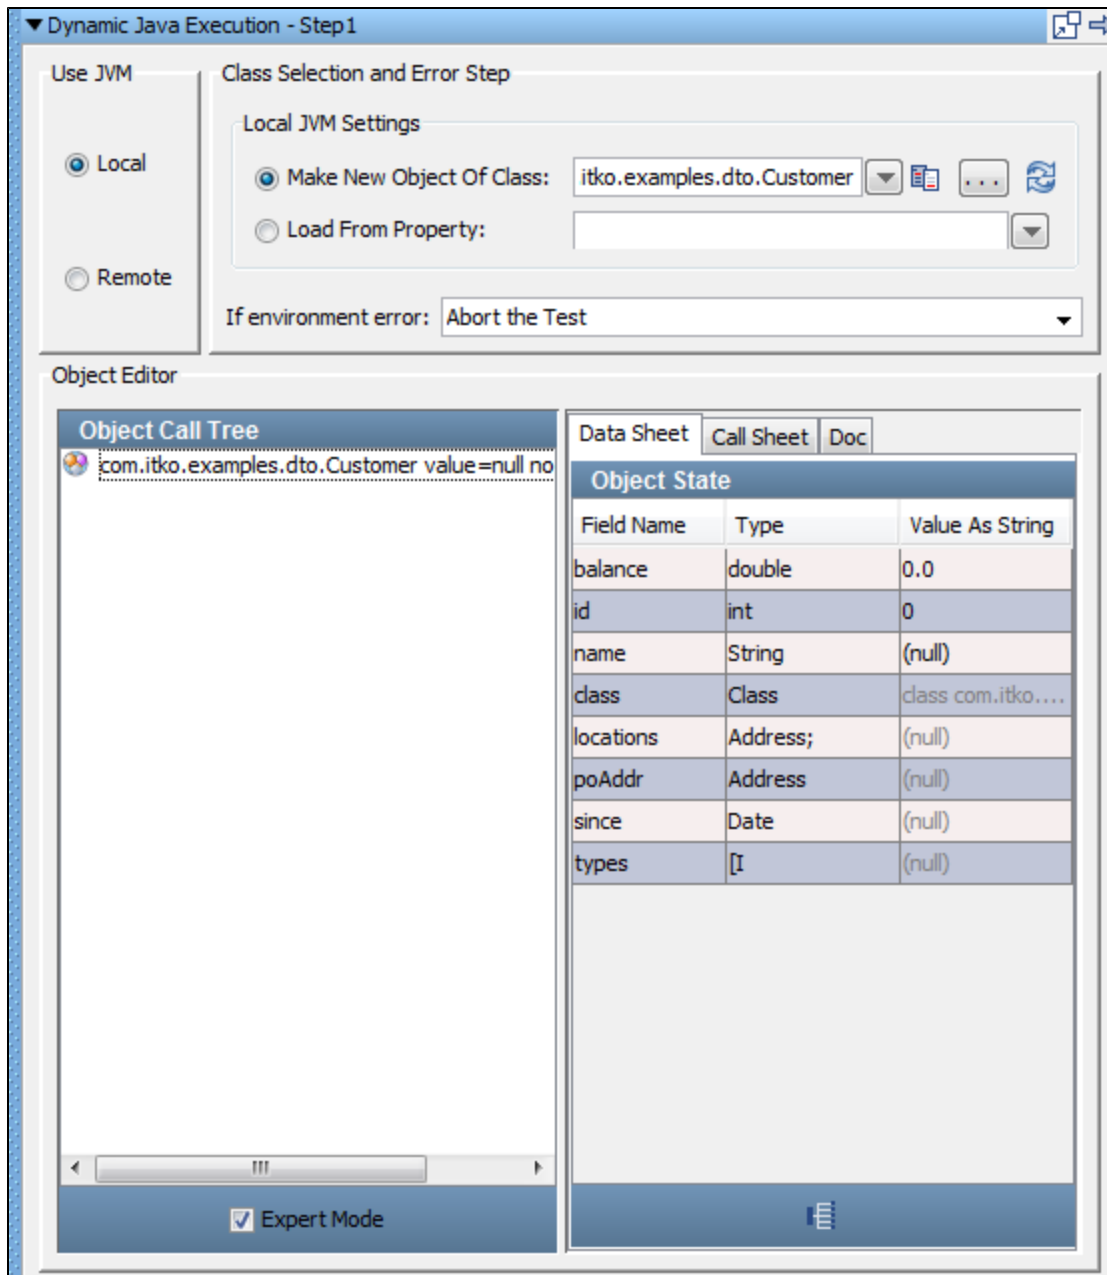 Dynamic Java Execution - Step1
Use JVM
Class Selection and Error Step
Local JVM Settings
Local
Make New Object Of Class: itko.examples.dto.Customer ...
Load From Property:
Remote
If environment error: Abort the Test
Object Editor
Object Call Tree
com.itko.examples.dto.Customer value=null no
Data Sheet Call Sheet Doc
Object State
Field Name Type Value As String
balance double 0.0
id int 0
name String (null)
class Class class com.itko....
locations Address; (null)
poAddr Address (null)
since Date (null)
types [I (null)
Expert Mode